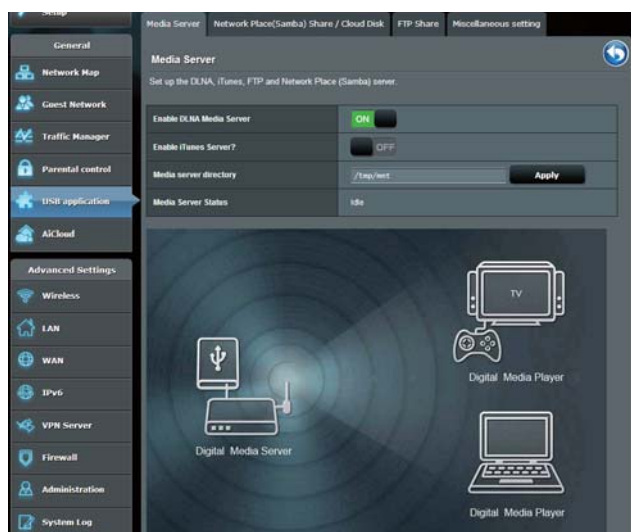 Setup
General
Network Map
Guest Network
Traffic Manager
Parental control
USB application
AiCloud
Advanced Settings
Wireless
LAN
WAN
IPv6
VPN Server
Firewall
Administration
System Log
Media Server
Network Place(Samba) Share / Cloud Disk
FTP Share
Miscellaneous setting
Media Server
Set up the DLNA, iTunes, FTP and Network Place (Samba) server.
Enable DLNA Media Server
ON
Enable iTunes Server?
OFF
Media server directory
/tmp/mnt
Apply
Media Server Status
Idle
TV
Digital Media Player
Digital Media Server
Digital Media Player